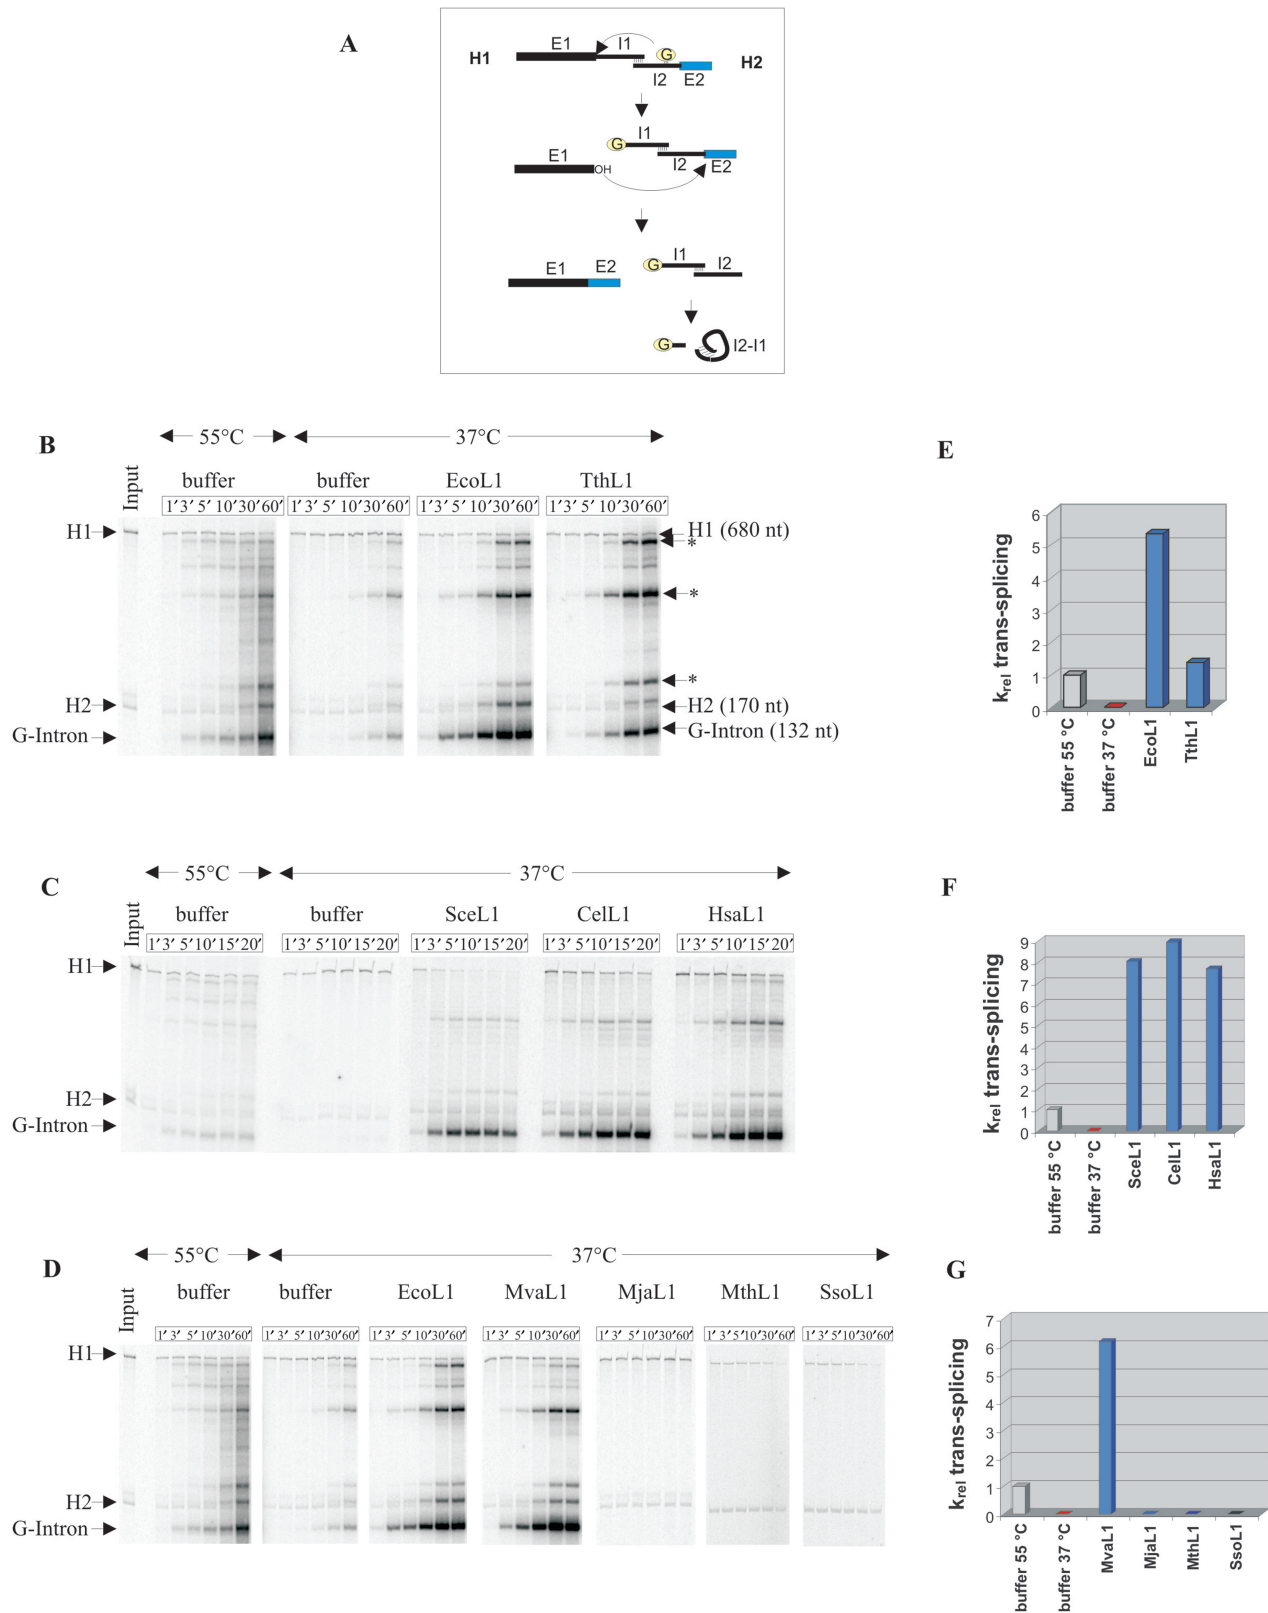 A
H1 E1 I1 G I2 E2 H2
E1 OH G I1 I2 E2
E1 E2 G I1 I2
G I2-I1
B
55°C 37°C
Input buffer buffer EcoL1 TthL1
1′ 3′ 5′ 10′ 30′ 60′ 1′ 3′ 5′ 10′ 30′ 60′ 1′ 3′ 5′ 10′ 30′ 60′ 1′ 3′ 5′ 10′ 30′ 60′
H1 H1 (680 nt)
*
*
*
H2 H2 (170 nt)
G-Intron G-Intron (132 nt)
E
krel trans-splicing
6
5
4
3
2
1
0
buffer 55 °C
buffer 37 °C
EcoL1
TthL1
C
55°C 37°C
Input buffer buffer SceL1 CelL1 HsaL1
1′ 3′ 5′ 10′ 15′ 20′ 1′ 3′ 5′ 10′ 15′ 20′ 1′ 3′ 5′ 10′ 15′ 20′ 1′ 3′ 5′ 10′ 15′ 20′ 1′ 3′ 5′ 10′ 15′ 20′
H1
H2
G-Intron
F
krel trans-splicing
9
8
7
6
5
4
3
2
1
0
buffer 55 °C
buffer 37 °C
SceL1
CelL1
HsaL1
D
55°C 37°C
Input buffer buffer EcoL1 MvaL1 MjaL1 MthL1 SsoL1
1′ 3′ 5′ 10′ 30′ 60′ 1′ 3′ 5′ 10′ 30′ 60′ 1′ 3′ 5′ 10′ 30′ 60′ 1′ 3′ 5′ 10′ 30′ 60′ 1′ 3′ 5′ 10′ 30′ 60′ 1′ 3′ 5′ 10′ 30′ 60′ 1′ 3′ 5′ 10′ 30′ 60′
H1
H2
G-Intron
G
krel trans-splicing
7
6
5
4
3
2
1
0
buffer 55 °C
buffer 37 °C
MvaL1
MjaL1
MthL1
SsoL1